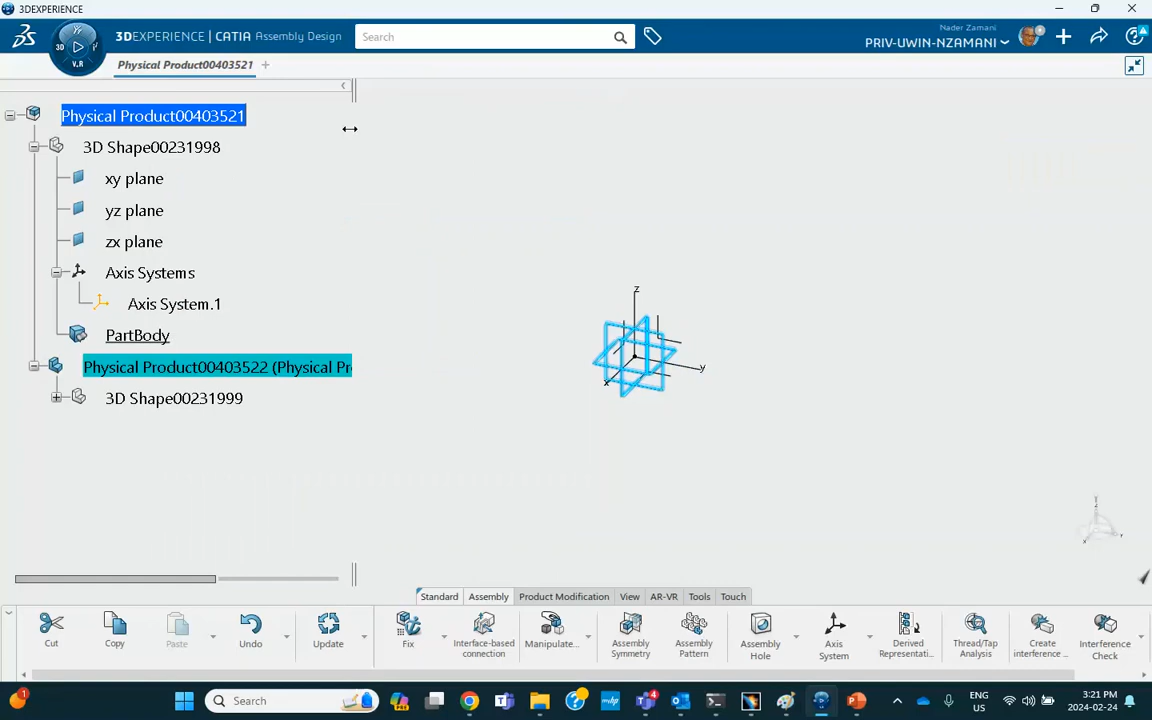 3DEXPERIENCE
3DEXPERIENCE | CATIA Assembly Design
Search
Nader Zamani
PRIV-UWIN-NZAMANI
3D
V.R
Physical Product00403521
Physical Product00403521
3D Shape00231998
xy plane
yz plane
zx plane
Axis Systems
Axis System.1
PartBody
Physical Product00403522 (Physical Pr
3D Shape00231999
z
y
x
Standard
Assembly
Product Modification
View
AR-VR
Tools
Touch
Cut
Copy
Paste
Undo
Update
Fix
Interface-based
connection
Manipulate...
Assembly
Symmetry
Assembly
Pattern
Assembly
Hole
Axis
System
Derived
Representati...
Thread/Tap
Analysis
Create
interference ...
Interference
Check
1
Search
4
ENG
US
3:21 PM
2024-02-24